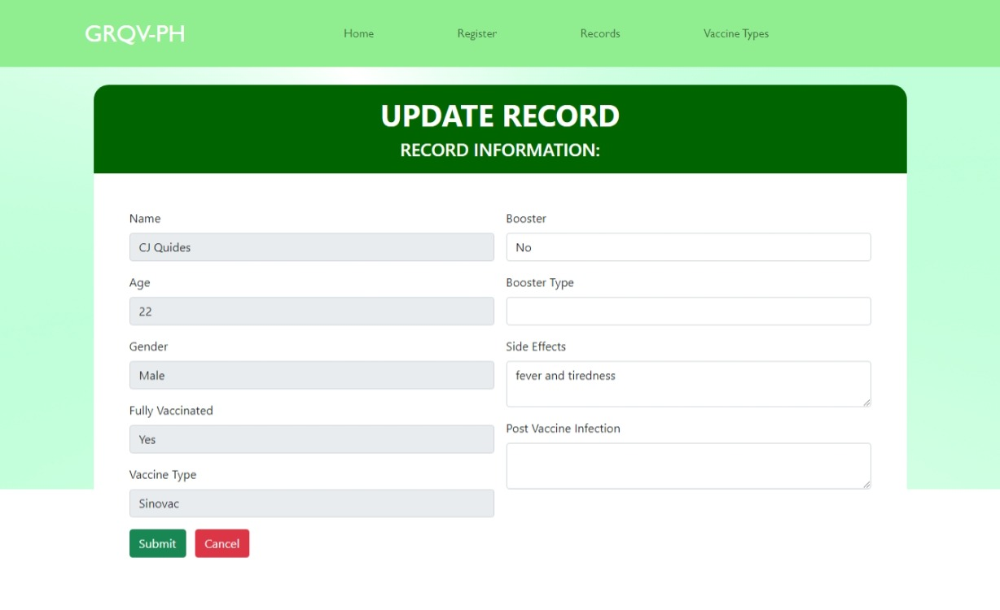 GRQV-PH
Home
Register
Records
Vaccine Types
UPDATE RECORD
RECORD INFORMATION:
Name
CJ Quides
Age
22
Gender
Male
Fully Vaccinated
Yes
Vaccine Type
Sinovac
Booster
No
Booster Type
Side Effects
fever and tiredness
Post Vaccine Infection
Submit
Cancel